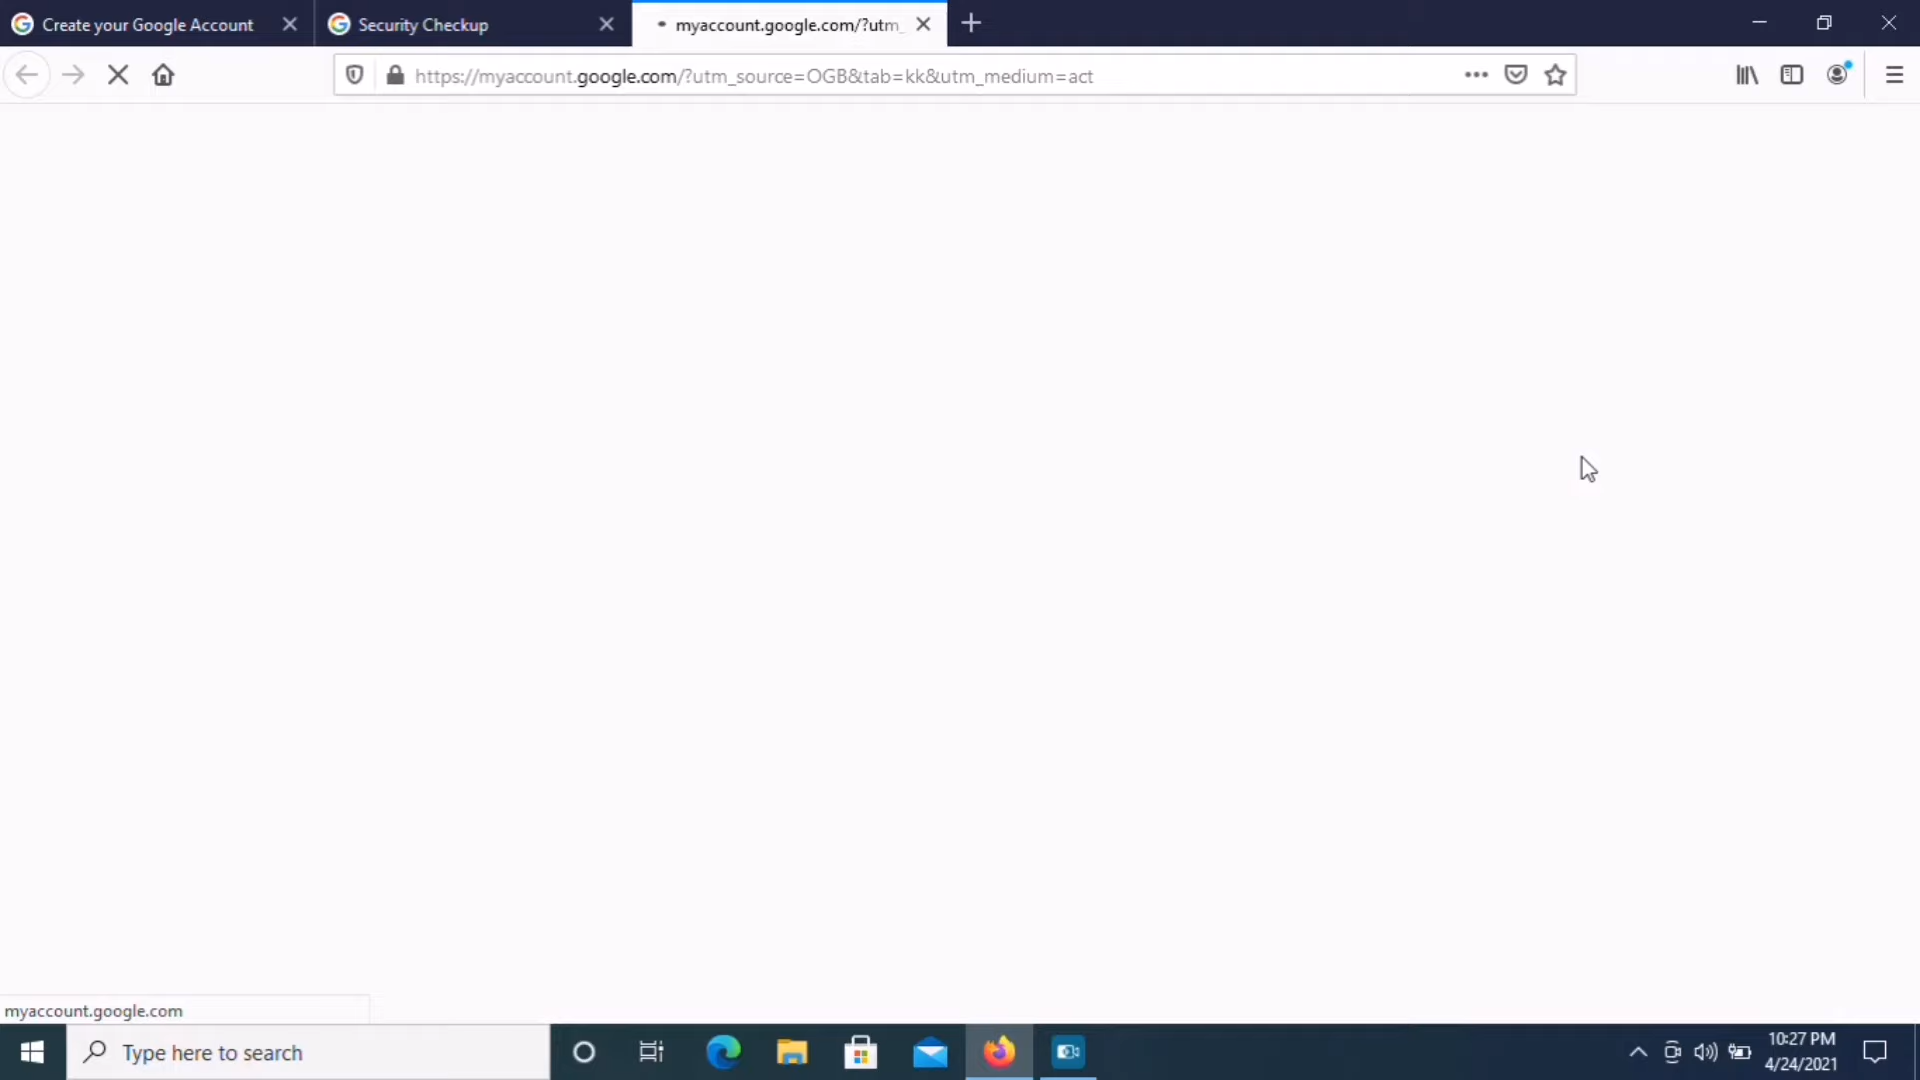 Create your Google Account
Security Checkup
myaccount.google.com/?utm_
https://myaccount.google.com/?utm_source=OGB&tab=kk&utm_medium=act
myaccount.google.com
Type here to search
10:27 PM
4/24/2021